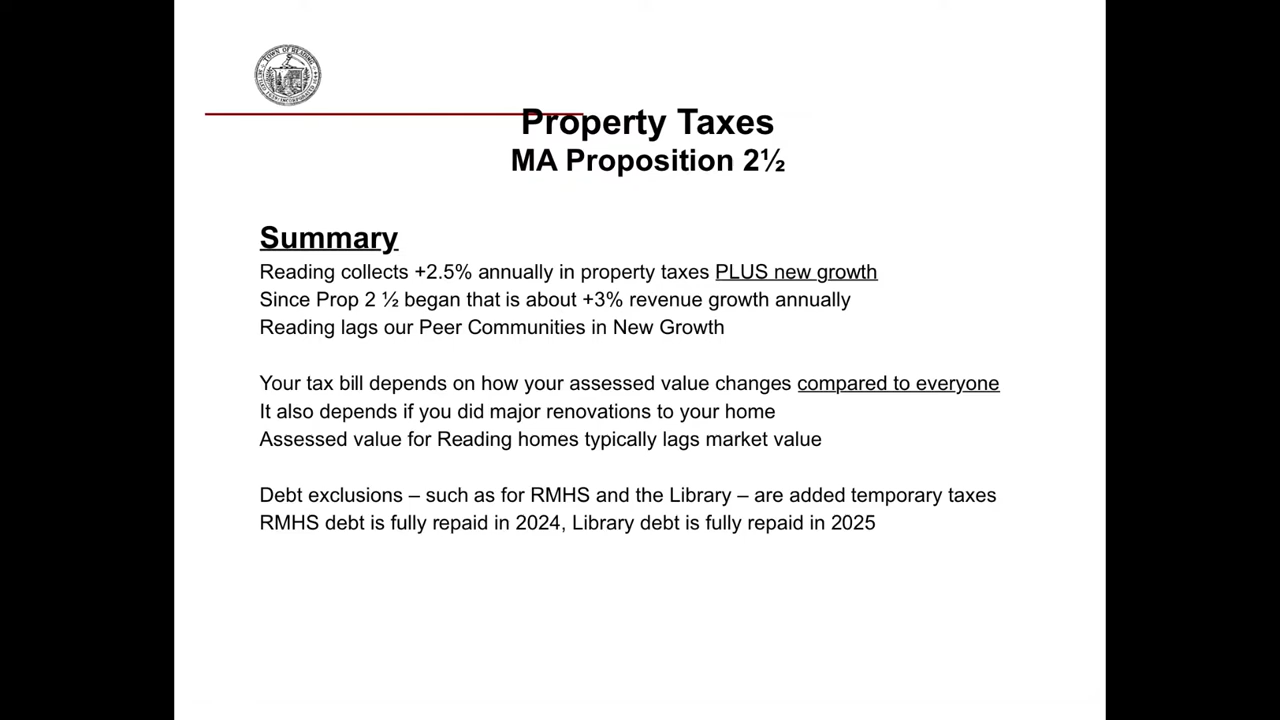 TOWN OF READING
Property Taxes
MA Proposition 2½
Summary
Reading collects +2.5% annually in property taxes PLUS new growth
Since Prop 2 ½ began that is about +3% revenue growth annually
Reading lags our Peer Communities in New Growth
Your tax bill depends on how your assessed value changes compared to everyone
It also depends if you did major renovations to your home
Assessed value for Reading homes typically lags market value
Debt exclusions – such as for RMHS and the Library – are added temporary taxes
RMHS debt is fully repaid in 2024, Library debt is fully repaid in 2025